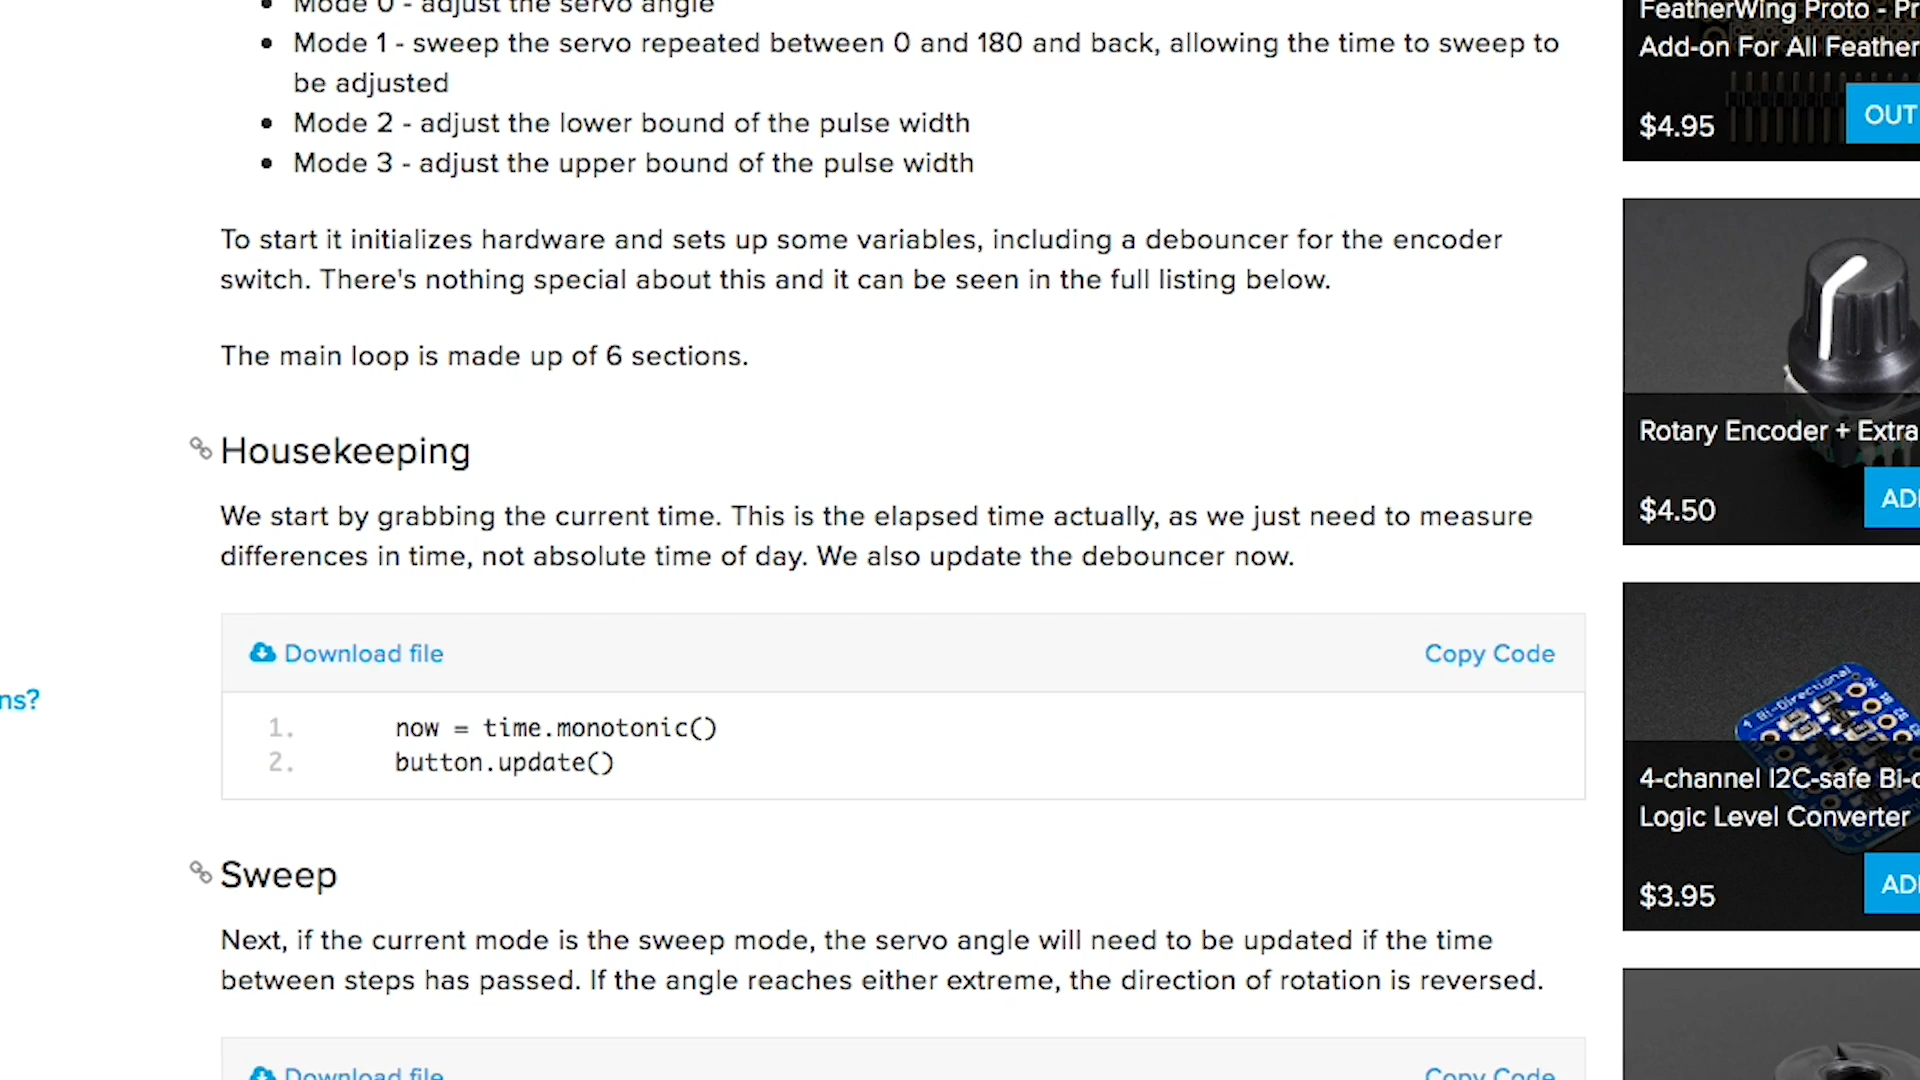 Mode 0 - adjust the servo angle
Mode 1 - sweep the servo repeated between 0 and 180 and back, allowing the time to sweep to
be adjusted
Mode 2 - adjust the lower bound of the pulse width
Mode 3 - adjust the upper bound of the pulse width
To start it initializes hardware and sets up some variables, including a debouncer for the encoder
switch. There's nothing special about this and it can be seen in the full listing below.
The main loop is made up of 6 sections.
Housekeeping
We start by grabbing the current time. This is the elapsed time actually, as we just need to measure
differences in time, not absolute time of day. We also update the debouncer now.
Download file
Copy Code
1. now = time.monotonic()
2. button.update()
Sweep
Next, if the current mode is the sweep mode, the servo angle will need to be updated if the time
between steps has passed. If the angle reaches either extreme, the direction of rotation is reversed.
Download file
Copy Code
ns?
FeatherWing Proto - Pr
Add-on For All Feather
$4.95
OUT
Rotary Encoder + Extra
$4.50
AD
Bi-Directional
4-channel I2C-safe Bi-d
Logic Level Converter
$3.95
AD